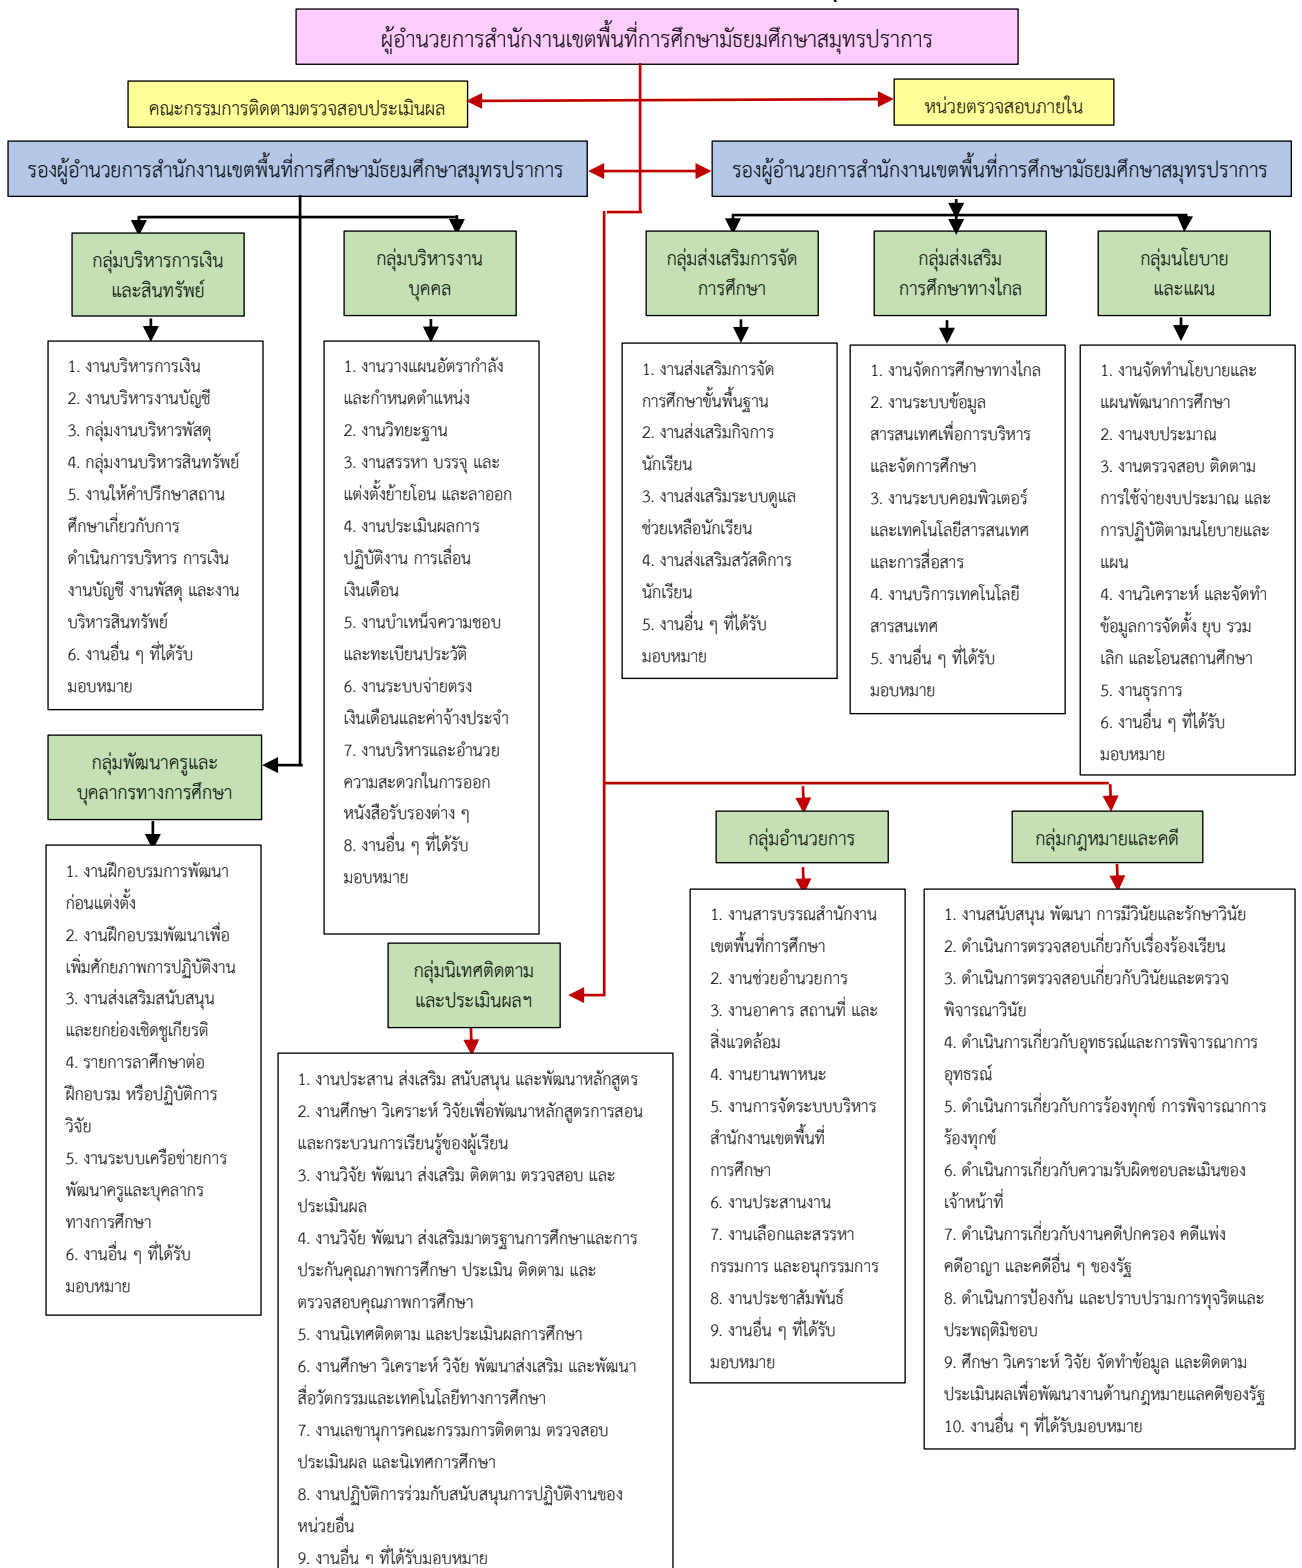 ผู้อำนวยการสำนักงานเขตพื้นที่การศึกษามัธยมศึกษาสมุทรปราการ
คณะกรรมการติดตามตรวจสอบประเมินผล
หน่วยตรวจสอบภายใน
รองผู้อำนวยการสำนักงานเขตพื้นที่การศึกษามัธยมศึกษาสมุทรปราการ
รองผู้อำนวยการสำนักงานเขตพื้นที่การศึกษามัธยมศึกษาสมุทรปราการ
กลุ่มบริหารการเงิน
และสินทรัพย์
1. งานบริหารการเงิน
2. งานบริหารงานบัญชี
3. กลุ่มงานบริหารพัสดุ
4. กลุ่มงานบริหารสินทรัพย์
5. งานให้คำปรึกษาสถาน
ศึกษาเกี่ยวกับการ
ดำเนินการบริหาร การเงิน
งานบัญชี งานพัสดุ และงาน
บริหารสินทรัพย์
6. งานอื่น ๆ ที่ได้รับ
มอบหมาย
กลุ่มบริหารงาน
บุคคล
1. งานวางแผนอัตรากำลัง
และกำหนดตำแหน่ง
2. งานวิทยะฐาน
3. งานสรรหา บรรจุ และ
แต่งตั้งย้ายโอน และลาออก
4. งานประเมินผลการ
ปฏิบัติงาน การเลื่อน
เงินเดือน
5. งานบำเหน็จความชอบ
และทะเบียนประวัติ
6. งานระบบจ่ายตรง
เงินเดือนและค่าจ้างประจำ
7. งานบริหารและอำนวย
ความสะดวกในการออก
หนังสือรับรองต่าง ๆ
8. งานอื่น ๆ ที่ได้รับ
มอบหมาย
กลุ่มส่งเสริมการจัด
การศึกษา
1. งานส่งเสริมการจัด
การศึกษาขั้นพื้นฐาน
2. งานส่งเสริมกิจการ
นักเรียน
3. งานส่งเสริมระบบดูแล
ช่วยเหลือนักเรียน
4. งานส่งเสริมสวัสดิการ
นักเรียน
5. งานอื่น ๆ ที่ได้รับ
มอบหมาย
กลุ่มส่งเสริม
การศึกษาทางไกล
1. งานจัดการศึกษาทางไกล
2. งานระบบข้อมูล
สารสนเทศเพื่อการบริหาร
และจัดการศึกษา
3. งานระบบคอมพิวเตอร์
และเทคโนโลยีสารสนเทศ
และการสื่อสาร
4. งานบริการเทคโนโลยี
สารสนเทศ
5. งานอื่น ๆ ที่ได้รับ
มอบหมาย
กลุ่มนโยบาย
และแผน
1. งานจัดทำนโยบายและ
แผนพัฒนาการศึกษา
2. งานงบประมาณ
3. งานตรวจสอบ ติดตาม
การใช้จ่ายงบประมาณ และ
การปฏิบัติตามนโยบายและ
แผน
4. งานวิเคราะห์ และจัดทำ
ข้อมูลการจัดตั้ง ยุบ รวม
เลิก และโอนสถานศึกษา
5. งานธุรการ
6. งานอื่น ๆ ที่ได้รับ
มอบหมาย
กลุ่มพัฒนาครูและ
บุคลากรทางการศึกษา
1. งานฝึกอบรมการพัฒนา
ก่อนแต่งตั้ง
2. งานฝึกอบรมพัฒนาเพื่อ
เพิ่มศักยภาพการปฏิบัติงาน
3. งานส่งเสริมสนับสนุน
และยกย่องเชิดชูเกียรติ
4. รายการลาศึกษาต่อ
ฝึกอบรม หรือปฏิบัติการ
วิจัย
5. งานระบบเครือข่ายการ
พัฒนาครูและบุคลากร
ทางการศึกษา
6. งานอื่น ๆ ที่ได้รับ
มอบหมาย
กลุ่มนิเทศติดตาม
และประเมินผลฯ
1. งานประสาน ส่งเสริม สนับสนุน และพัฒนาหลักสูตร
2. งานศึกษา วิเคราะห์ วิจัยเพื่อพัฒนาหลักสูตรการสอน
และกระบวนการเรียนรู้ของผู้เรียน
3. งานวิจัย พัฒนา ส่งเสริม ติดตาม ตรวจสอบ และ
ประเมินผล
4. งานวิจัย พัฒนา ส่งเสริมมาตรฐานการศึกษาและการ
ประกันคุณภาพการศึกษา ประเมิน ติดตาม และ
ตรวจสอบคุณภาพการศึกษา
5. งานนิเทศติดตาม และประเมินผลการศึกษา
6. งานศึกษา วิเคราะห์ วิจัย พัฒนาส่งเสริม และพัฒนา
สื่อวัตกรรมและเทคโนโลยีทางการศึกษา
7. งานเลขานุการคณะกรรมการติดตาม ตรวจสอบ
ประเมินผล และนิเทศการศึกษา
8. งานปฏิบัติการร่วมกับสนับสนุนการปฏิบัติงานของ
หน่วยอื่น
9. งานอื่น ๆ ที่ได้รับมอบหมาย
กลุ่มอำนวยการ
1. งานสารบรรณสำนักงาน
เขตพื้นที่การศึกษา
2. งานช่วยอำนวยการ
3. งานอาคาร สถานที่ และ
สิ่งแวดล้อม
4. งานยานพาหนะ
5. งานการจัดระบบบริหาร
สำนักงานเขตพื้นที่
การศึกษา
6. งานประสานงาน
7. งานเลือกและสรรหา
กรรมการ และอนุกรรมการ
8. งานประชาสัมพันธ์
9. งานอื่น ๆ ที่ได้รับ
มอบหมาย
กลุ่มกฎหมายและคดี
1. งานสนับสนุน พัฒนา การมีวินัยและรักษาวินัย
2. ดำเนินการตรวจสอบเกี่ยวกับเรื่องร้องเรียน
3. ดำเนินการตรวจสอบเกี่ยวกับวินัยและตรวจ
พิจารณาวินัย
4. ดำเนินการเกี่ยวกับอุทธรณ์และการพิจารณาการ
อุทธรณ์
5. ดำเนินการเกี่ยวกับการร้องทุกข์ การพิจารณาการ
ร้องทุกข์
6. ดำเนินการเกี่ยวกับความรับผิดชอบละเมินของ
เจ้าหน้าที่
7. ดำเนินการเกี่ยวกับงานคดีปกครอง คดีแพ่ง
คดีอาญา และคดีอื่น ๆ ของรัฐ
8. ดำเนินการป้องกัน และปราบปรามการทุจริตและ
ประพฤติมิชอบ
9. ศึกษา วิเคราะห์ วิจัย จัดทำข้อมูล และติดตาม
ประเมินผลเพื่อพัฒนางานด้านกฎหมายแลคดีของรัฐ
10. งานอื่น ๆ ที่ได้รับมอบหมาย